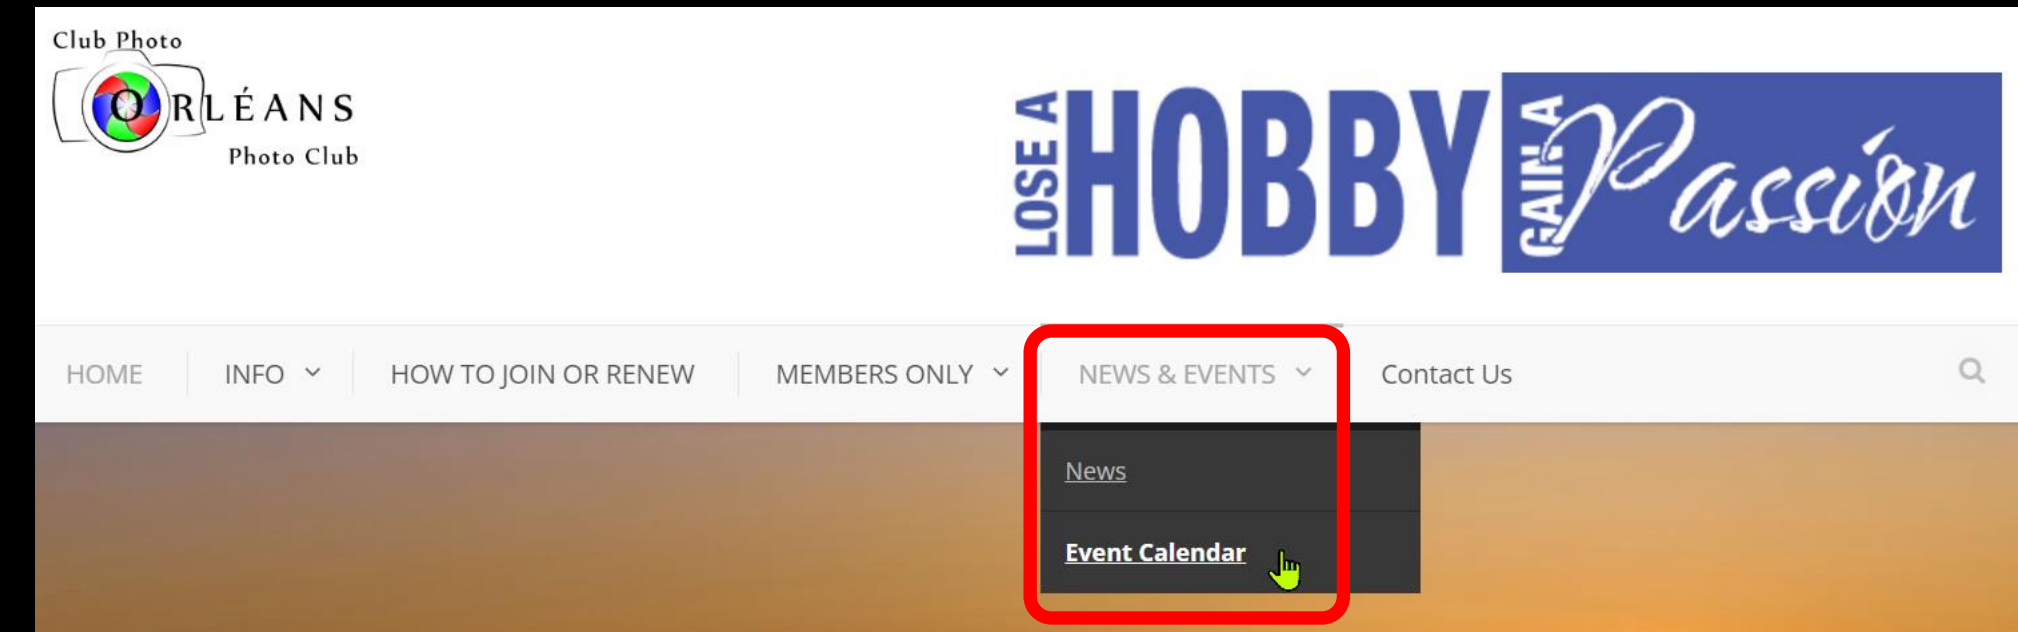 Club Photo
ORLÉANS
Photo Club
LOSE A HOBBY GAIN A Passion
HOME INFO HOW TO JOIN OR RENEW MEMBERS ONLY NEWS & EVENTS Contact Us
News
Event Calendar